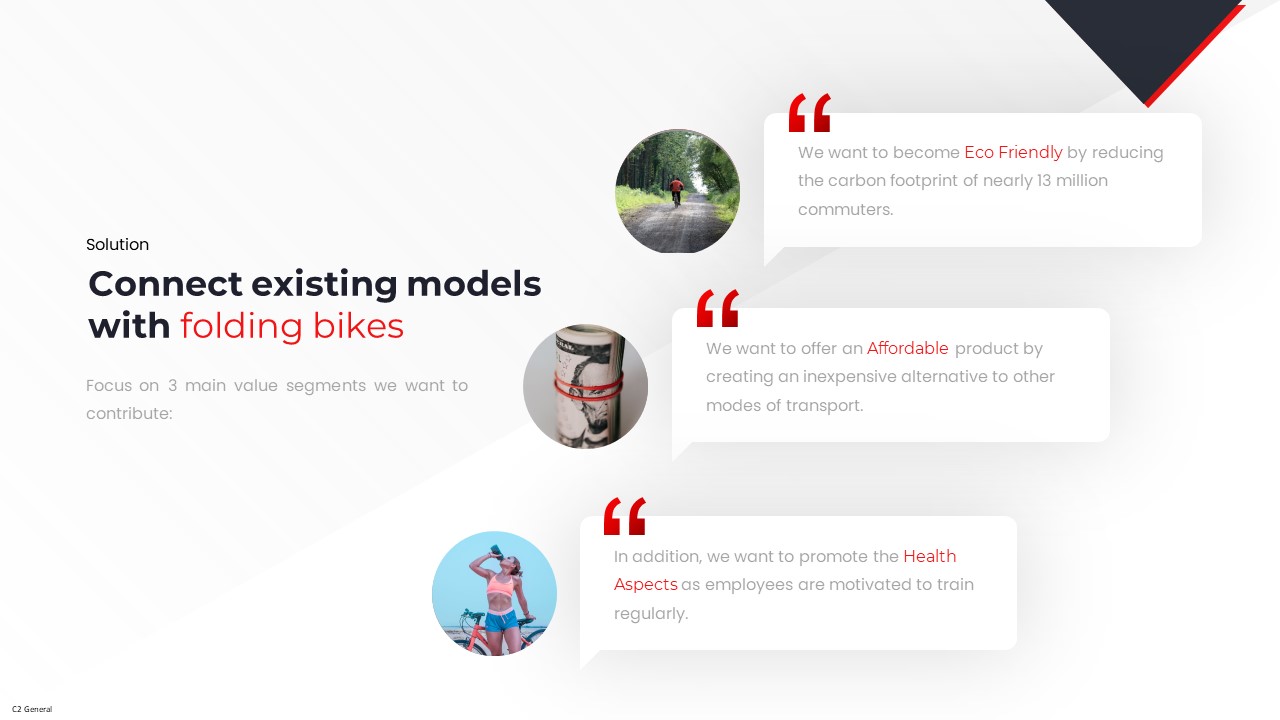 Solution
Connect existing models
with folding bikes
Focus on 3 main value segments we want to
contribute:
We want to become Eco Friendly by reducing
the carbon footprint of nearly 13 million
commuters.
We want to offer an Affordable product by
creating an inexpensive alternative to other
modes of transport.
In addition, we want to promote the Health
Aspects as employees are motivated to train
regularly.
C2 General